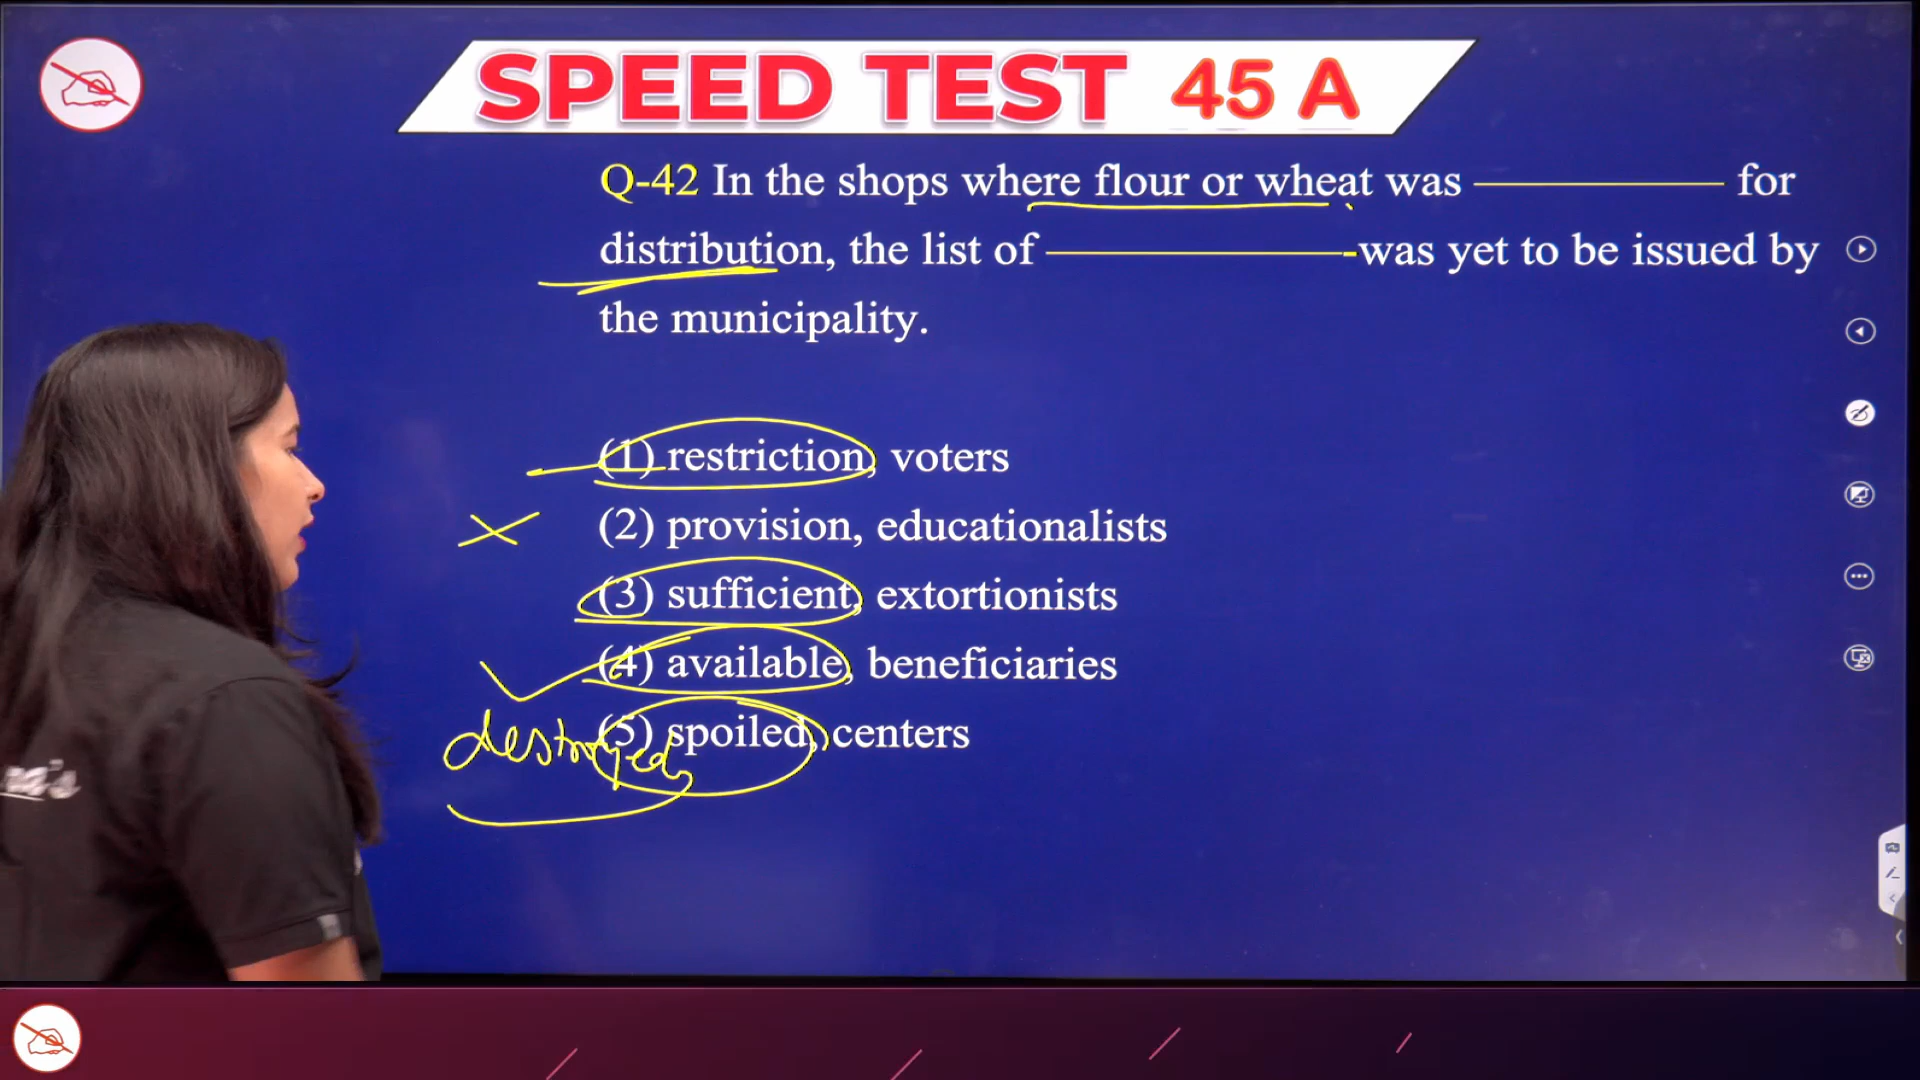 SPEED TEST 45 A
Q-42 In the shops where flour or wheat was ———— for
distribution, the list of ————-was yet to be issued by
the municipality.
(1) restriction, voters
(2) provision, educationalists
(3) sufficient, extortionists
(4) available, beneficiaries
(5) spoiled, centers
destroyed